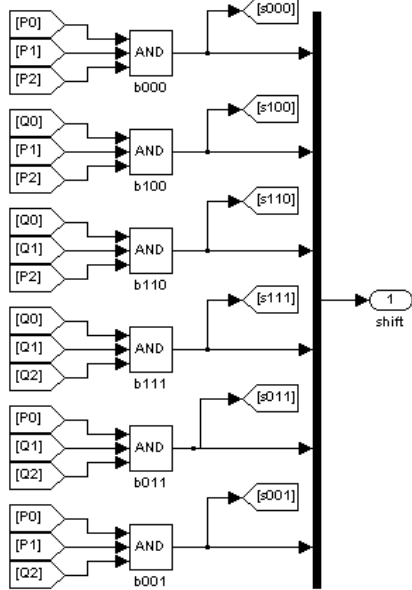 [P0]
[P1]
[P2]
AND
b000
[s000]
[Q0]
[P1]
[P2]
AND
b100
[s100]
[Q0]
[Q1]
[P2]
AND
b110
[s110]
[Q0]
[Q1]
[Q2]
AND
b111
[s111]
[P0]
[Q1]
[Q2]
AND
b011
[s011]
[P0]
[P1]
[Q2]
AND
b001
[s001]
1
shift